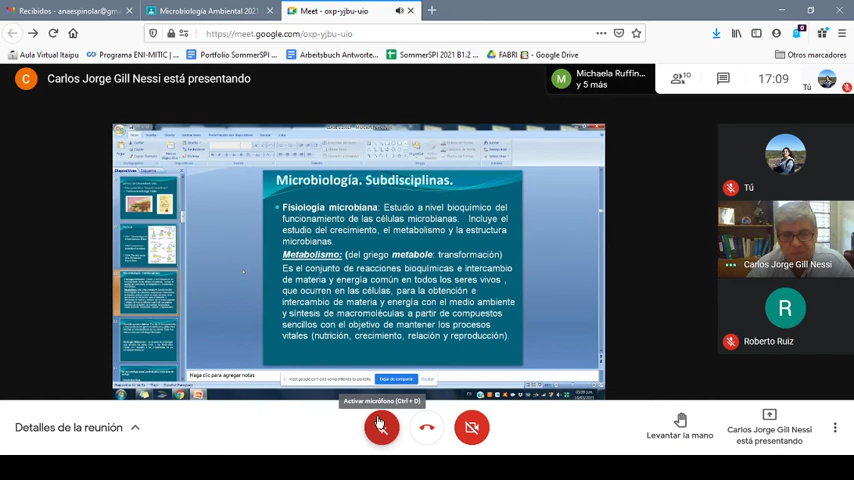 Recibidos - anaespinolar@gma
Microbiología Ambiental 2021
Meet - oxp-yjbu-uio
https://meet.google.com/oxp-yjbu-uio
Aula Virtual Itaipu
Programa ENI-MITIC | ...
Portfolio SommerSPI ...
Arbeitsbuch Antworte...
SommerSPI 2021 B1.2 ...
FABRI - Google Drive
Otros marcadores
C
Carlos Jorge Gill Nessi está presentando
M
Michaela Ruffin...
y 5 más
10
17:09
Tú
Microbiología. Subdisciplinas.
Fisiología microbiana: Estudio a nivel bioquímico del
funcionamiento de las células microbianas. Incluye el
estudio del crecimiento, el metabolismo y la estructura
microbianas.
Metabolismo: (del griego metabole: transformación)
Es el conjunto de reacciones bioquímicas e intercambio
de materia y energía común en todos los seres vivos ,
que ocurren en las células, para la obtención e
intercambio de materia y energía con el medio ambiente
y síntesis de macromoléculas a partir de compuestos
sencillos con el objetivo de mantener los procesos
vitales (nutrición, crecimiento, relación y reproducción).
Haga clic para agregar notas
Dejar de compartir
Tú
Carlos Jorge Gill Nessi
R
Roberto Ruiz
Activar micrófono (Ctrl + D)
Detalles de la reunión
Levantar la mano
Carlos Jorge Gill Nessi
está presentando